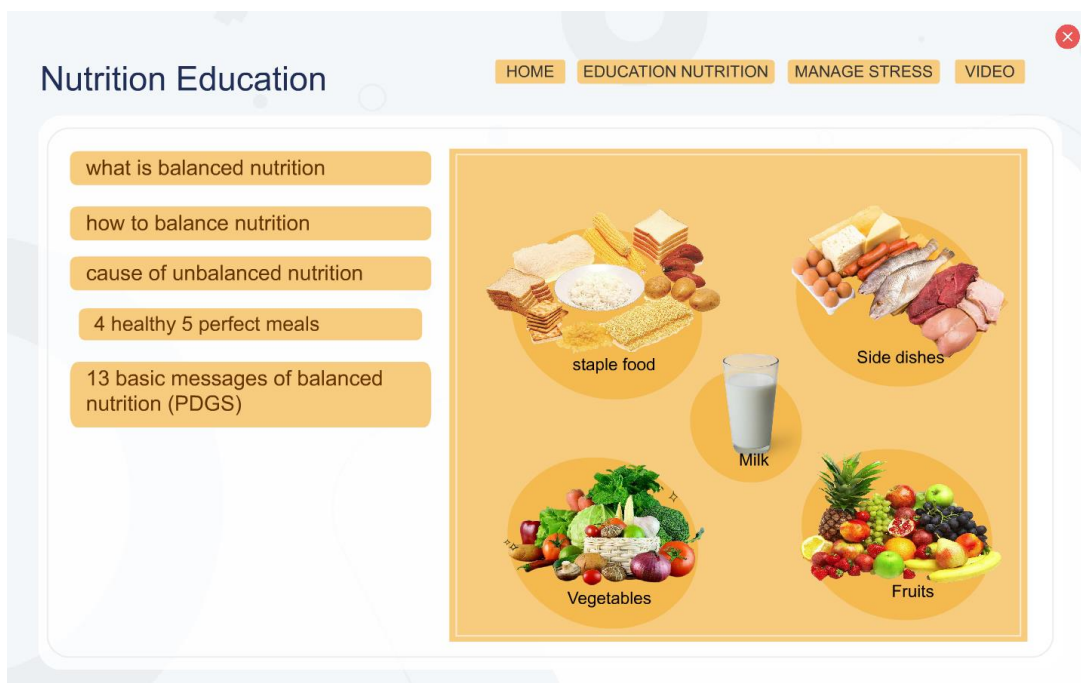 Nutrition Education
HOME
EDUCATION NUTRITION
MANAGE STRESS
VIDEO
what is balanced nutrition
how to balance nutrition
cause of unbalanced nutrition
4 healthy 5 perfect meals
13 basic messages of balanced
nutrition (PDGS)
staple food
Side dishes
Milk
Vegetables
Fruits